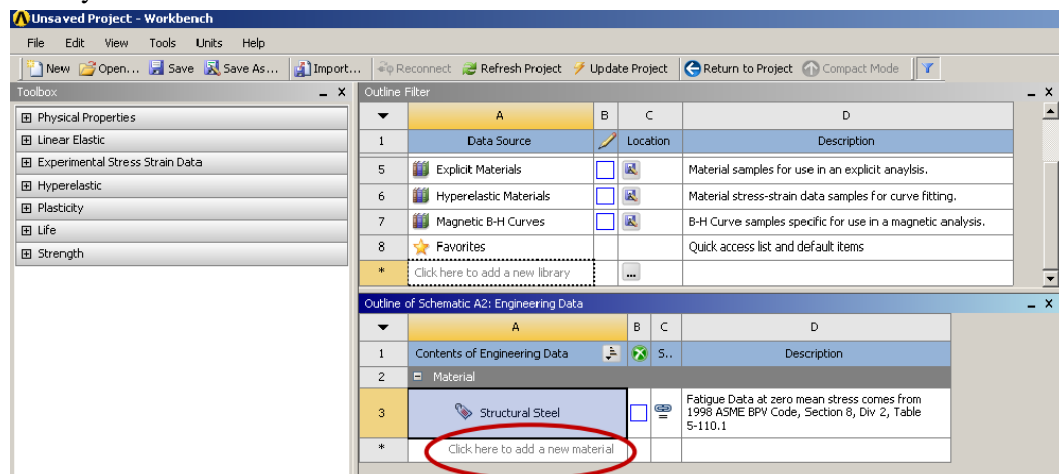 Unsaved Project - Workbench
File Edit View Tools Units Help
New Open... Save Save As... Import... Reconnect Refresh Project Update Project Return to Project Compact Mode
Toolbox
Physical Properties
Linear Elastic
Experimental Stress Strain Data
Hyperelastic
Plasticity
Life
Strength
Outline Filter
A B C D
1 Data Source Location Description
5 Explicit Materials Material samples for use in an explicit anaylsis.
6 Hyperelastic Materials Material stress-strain data samples for curve fitting.
7 Magnetic B-H Curves B-H Curve samples specific for use in a magnetic analysis.
8 Favorites Quick access list and default items
* Click here to add a new library ...
Outline of Schematic A2: Engineering Data
A B C D
1 Contents of Engineering Data S.. Description
2 Material
3 Structural Steel Fatigue Data at zero mean stress comes from
1998 ASME BPV Code, Section 8, Div 2, Table
5-110.1
* Click here to add a new material